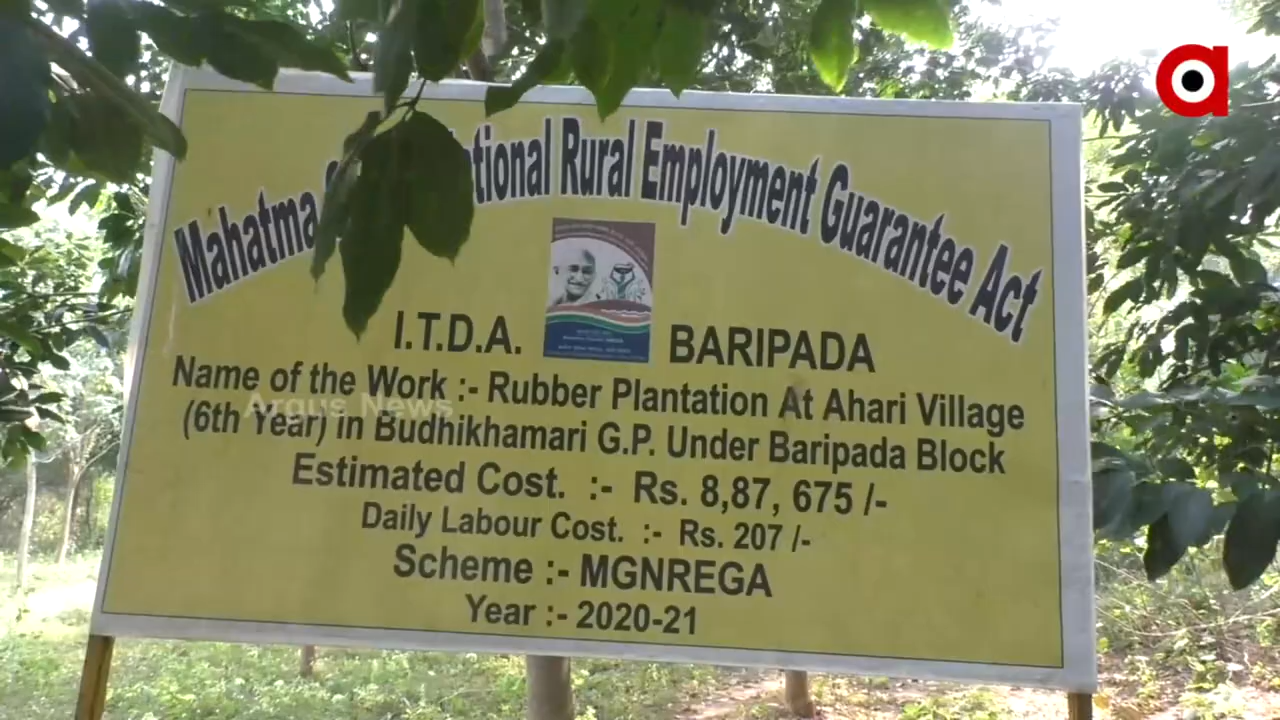 Mahatma tional Rural Employment Guarantee Act
I.T.D.A. BARIPADA
Name of the Work :- Rubber Plantation At Ahari Village
(6th Year) in Budhikhamari G.P. Under Baripada Block
Estimated Cost. :- Rs. 8,87, 675 /-
Daily Labour Cost. :- Rs. 207 /-
Scheme :- MGNREGA
Year :- 2020-21
Argus News
a